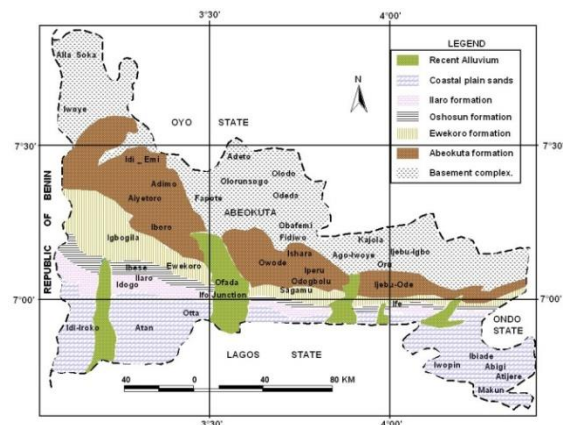 3°30' 4°00'
LEGEND
Recent Alluvium
Coastal plain sands
Ilaro formation
Oshosun formation
Ewekoro formation
Abeokuta formation
Basement complex.
N
Alla Soka
Iwoye
OYO STATE
7°30' 7°30'
Idi_Emi
Adeto
Olodo
Adimo
Olorunsogo
Aiyetoro
Fapote
Odeda
ABEOKUTA
REPUBLIC OF BENIN
Iboro
Obafemi
Fidiwo
Kajola
Igbogila
Ishara
Ago-Iwoye
Ijebu-Igbo
Oru
Owode
Ibese
Ewekoro
Iperu
Ilaro
Ofada
Odogbolu
Idogo
Sagamu
Ijebu-Ode
Ifo Junction
Ife
7°00' 7°00'
Otta
Idi-Iroko
Atan
ONDO
STATE
LAGOS STATE
Ibiade
Iwopin
Abigi
Atijere
Makun
40 0 40 80 KM
3°30' 4°00'